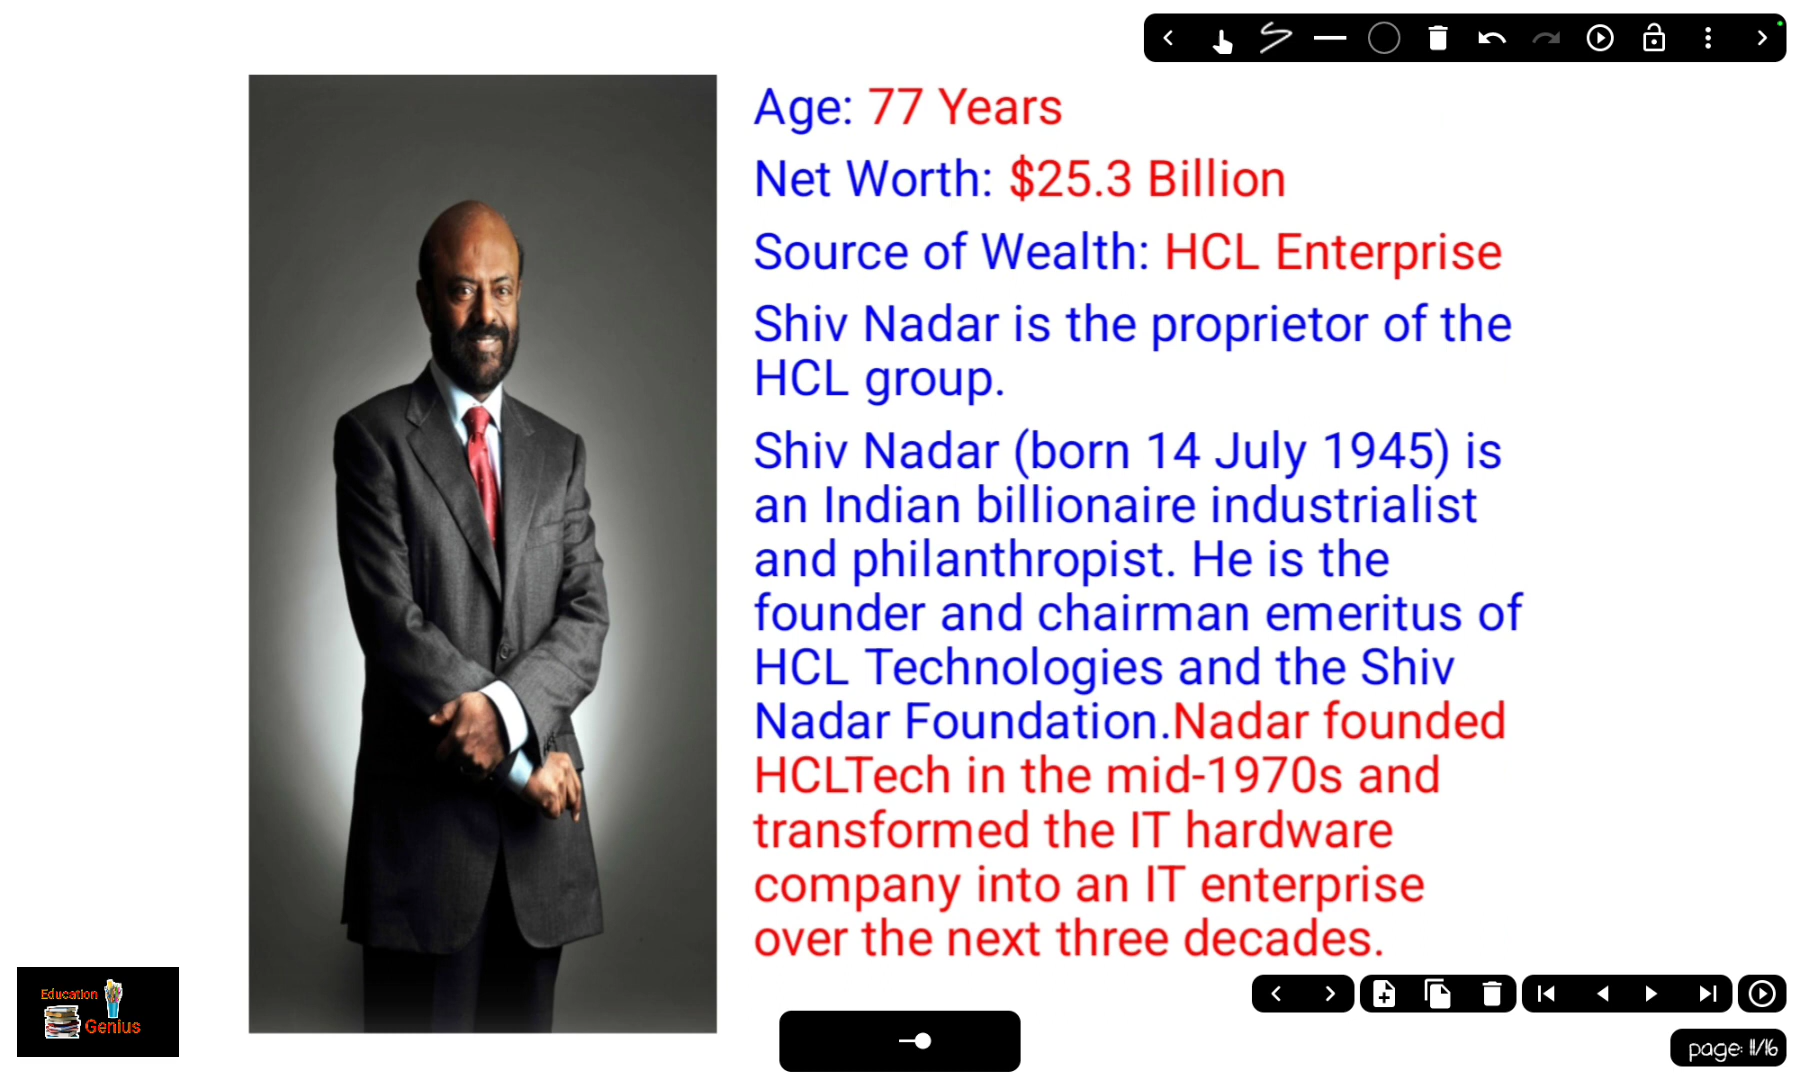 Age: 77 Years
Net Worth: $25.3 Billion
Source of Wealth: HCL Enterprise
Shiv Nadar is the proprietor of the
HCL group.
Shiv Nadar (born 14 July 1945) is
an Indian billionaire industrialist
and philanthropist. He is the
founder and chairman emeritus of
HCL Technologies and the Shiv
Nadar Foundation.Nadar founded
HCLTech in the mid-1970s and
transformed the IT hardware
company into an IT enterprise
over the next three decades.
Education
Genius
page: 11/16